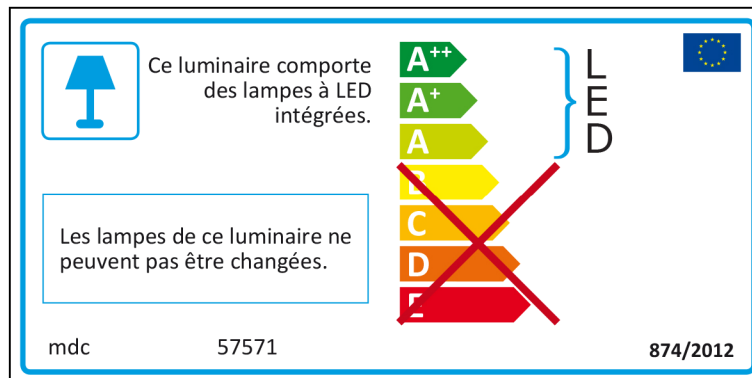 Ce luminaire comporte
des lampes à LED
intégrées.
A++
A+
A
B
C
D
E
L
E
D
Les lampes de ce luminaire ne
peuvent pas être changées.
mdc 57571
874/2012